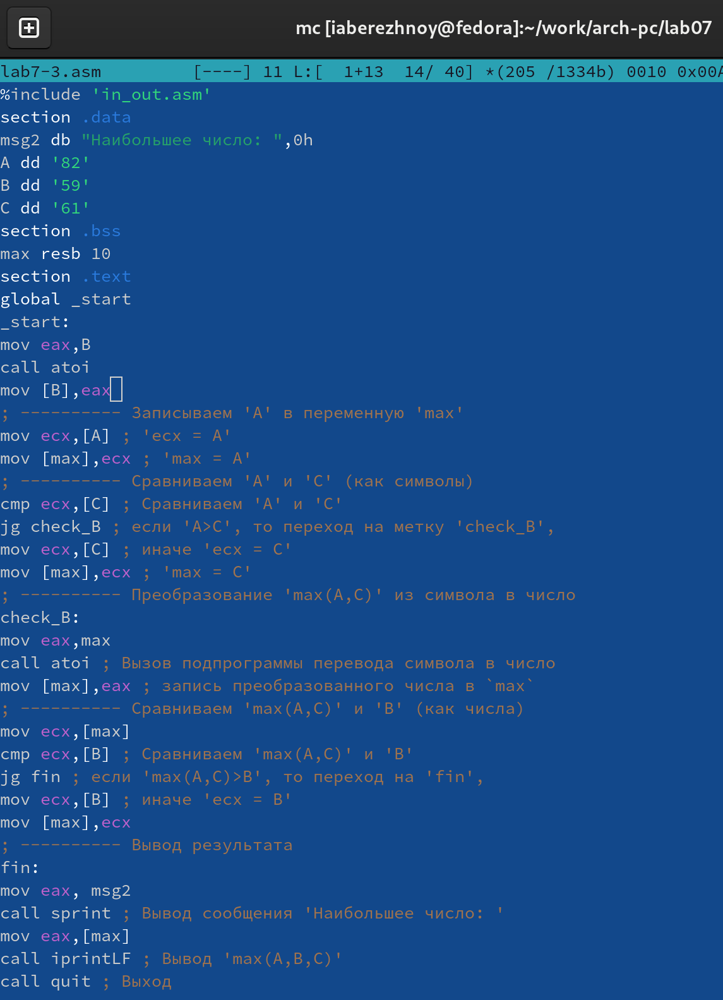 mc [iaberezhnoy@fedora]:~/work/arch-pc/lab07
lab7-3.asm [----] 11 L:[ 1+13 14/ 40] *(205 /1334b) 0010 0x00A
%include 'in_out.asm'
section .data
msg2 db "Наибольшее число: ",0h
A dd '82'
B dd '59'
C dd '61'
section .bss
max resb 10
section .text
global _start
_start:
mov eax,B
call atoi
mov [B],eax
; ---------- Записываем 'A' в переменную 'max'
mov ecx,[A] ; 'ecx = A'
mov [max],ecx ; 'max = A'
; ---------- Сравниваем 'A' и 'С' (как символы)
cmp ecx,[C] ; Сравниваем 'A' и 'С'
jg check_B ; если 'A>C', то переход на метку 'check_B',
mov ecx,[C] ; иначе 'ecx = C'
mov [max],ecx ; 'max = C'
; ---------- Преобразование 'max(A,C)' из символа в число
check_B:
mov eax,max
call atoi ; Вызов подпрограммы перевода символа в число
mov [max],eax ; запись преобразованного числа в `max`
; ---------- Сравниваем 'max(A,C)' и 'B' (как числа)
mov ecx,[max]
cmp ecx,[B] ; Сравниваем 'max(A,C)' и 'B'
jg fin ; если 'max(A,C)>B', то переход на 'fin',
mov ecx,[B] ; иначе 'ecx = B'
mov [max],ecx
; ---------- Вывод результата
fin:
mov eax, msg2
call sprint ; Вывод сообщения 'Наибольшее число: '
mov eax,[max]
call iprintLF ; Вывод 'max(A,B,C)'
call quit ; Выход